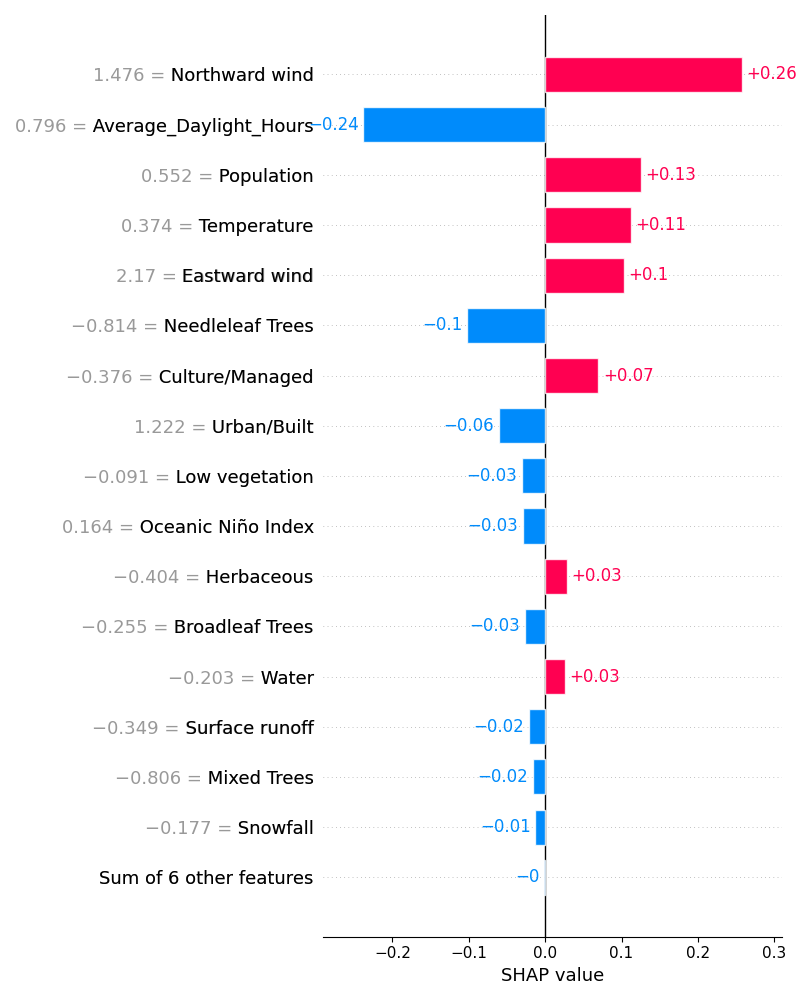 1.476 = Northward wind +0.26
0.796 = Average_Daylight_Hours −0.24
0.552 = Population +0.13
0.374 = Temperature +0.11
2.17 = Eastward wind +0.1
−0.814 = Needleleaf Trees −0.1
−0.376 = Culture/Managed +0.07
1.222 = Urban/Built −0.06
−0.091 = Low vegetation −0.03
0.164 = Oceanic Niño Index −0.03
−0.404 = Herbaceous +0.03
−0.255 = Broadleaf Trees −0.03
−0.203 = Water +0.03
−0.349 = Surface runoff −0.02
−0.806 = Mixed Trees −0.02
−0.177 = Snowfall −0.01
Sum of 6 other features −0
−0.2 −0.1 0.0 0.1 0.2 0.3
SHAP value